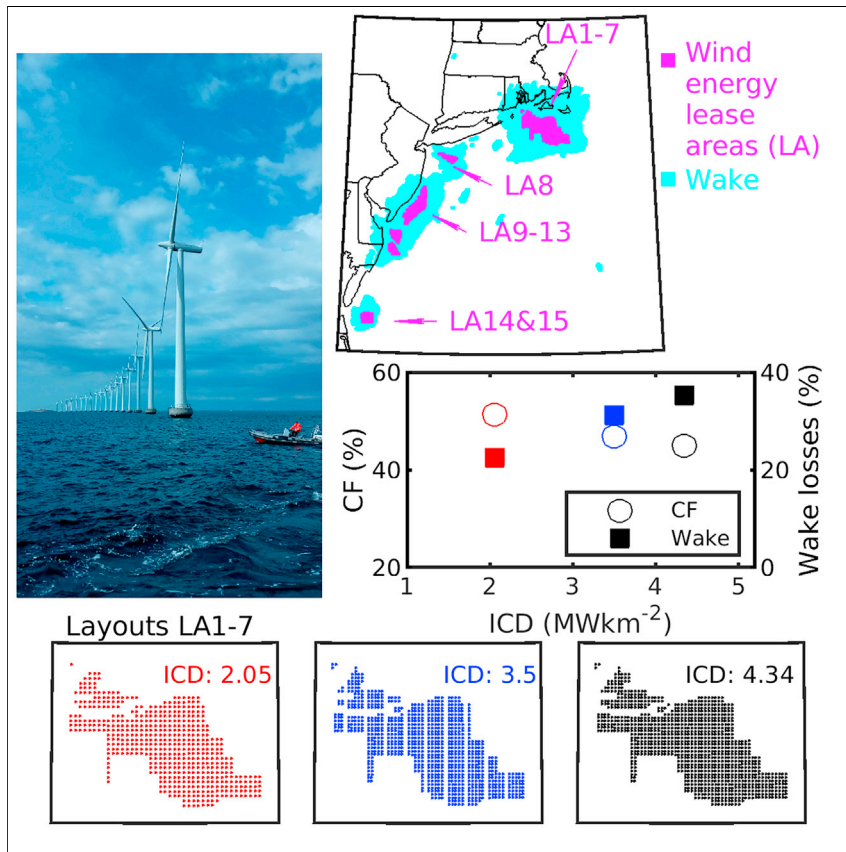 LA1-7
Wind
energy
lease
areas (LA)
Wake
LA8
LA9-13
LA14&15
60
40
20
CF (%)
40
20
0
Wake losses (%)
CF
Wake
1 2 3 4 5
ICD (MWkm⁻²)
Layouts LA1-7
ICD: 2.05
ICD: 3.5
ICD: 4.34